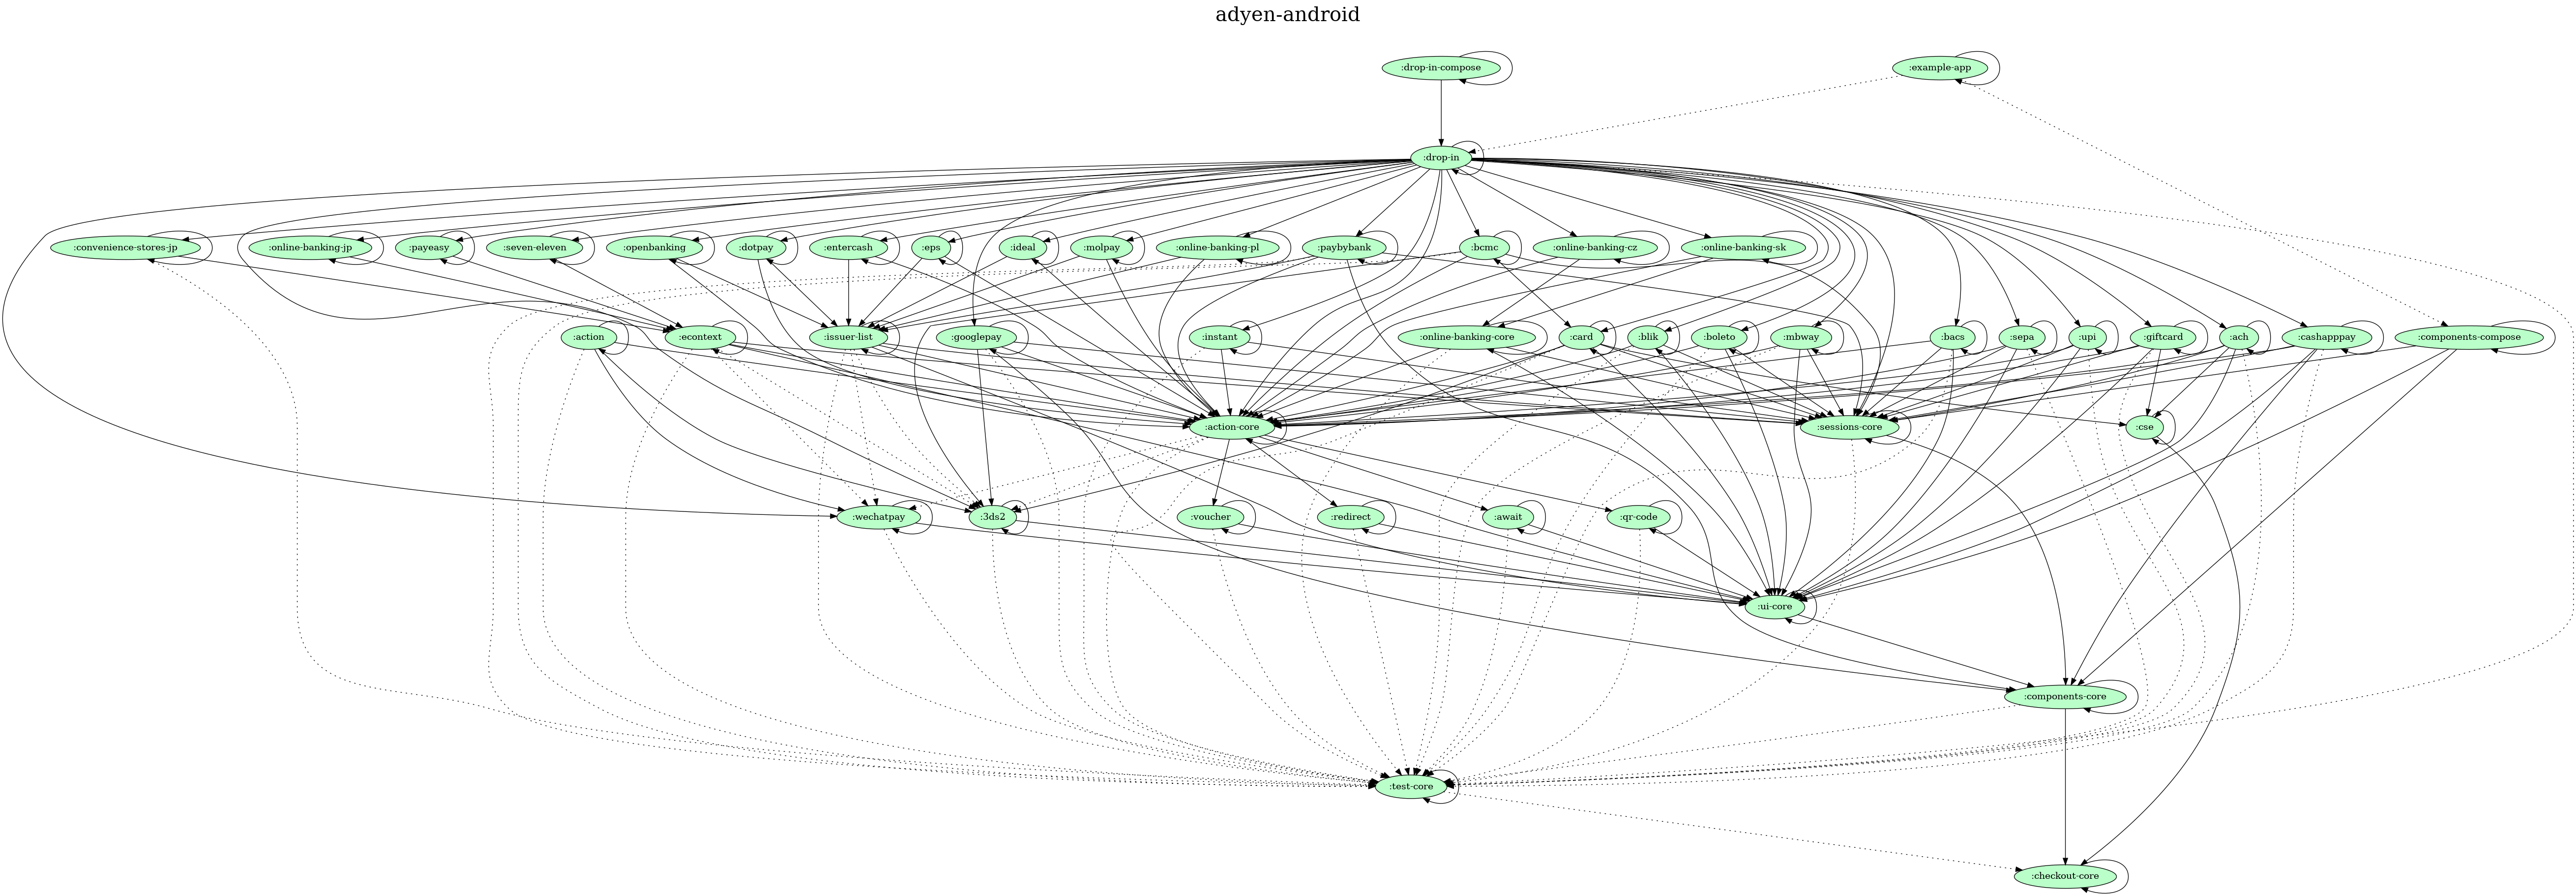 adyen-android
:drop-in-compose
:example-app
:drop-in
:convenience-stores-jp
:online-banking-jp
:payeasy
:seven-eleven
:openbanking
:dotpay
:entercash
:eps
:ideal
:molpay
:online-banking-pl
:paybybank
:bcmc
:online-banking-cz
:online-banking-sk
:action
:econtext
:issuer-list
:googlepay
:instant
:online-banking-core
:card
:blik
:boleto
:mbway
:bacs
:sepa
:upi
:giftcard
:ach
:cashapppay
:components-compose
:action-core
:sessions-core
:cse
:wechatpay
:3ds2
:voucher
:redirect
:await
:qr-code
:ui-core
:components-core
:test-core
:checkout-core